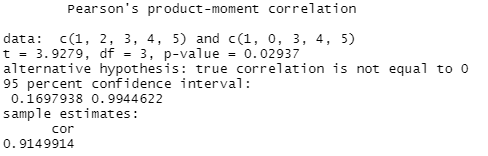 Pearson's product-moment correlation
data: c(1, 2, 3, 4, 5) and c(1, 0, 3, 4, 5)
t = 3.9279, df = 3, p-value = 0.02937
alternative hypothesis: true correlation is not equal to 0
95 percent confidence interval:
0.1697938 0.9944622
sample estimates:
cor
0.9149914